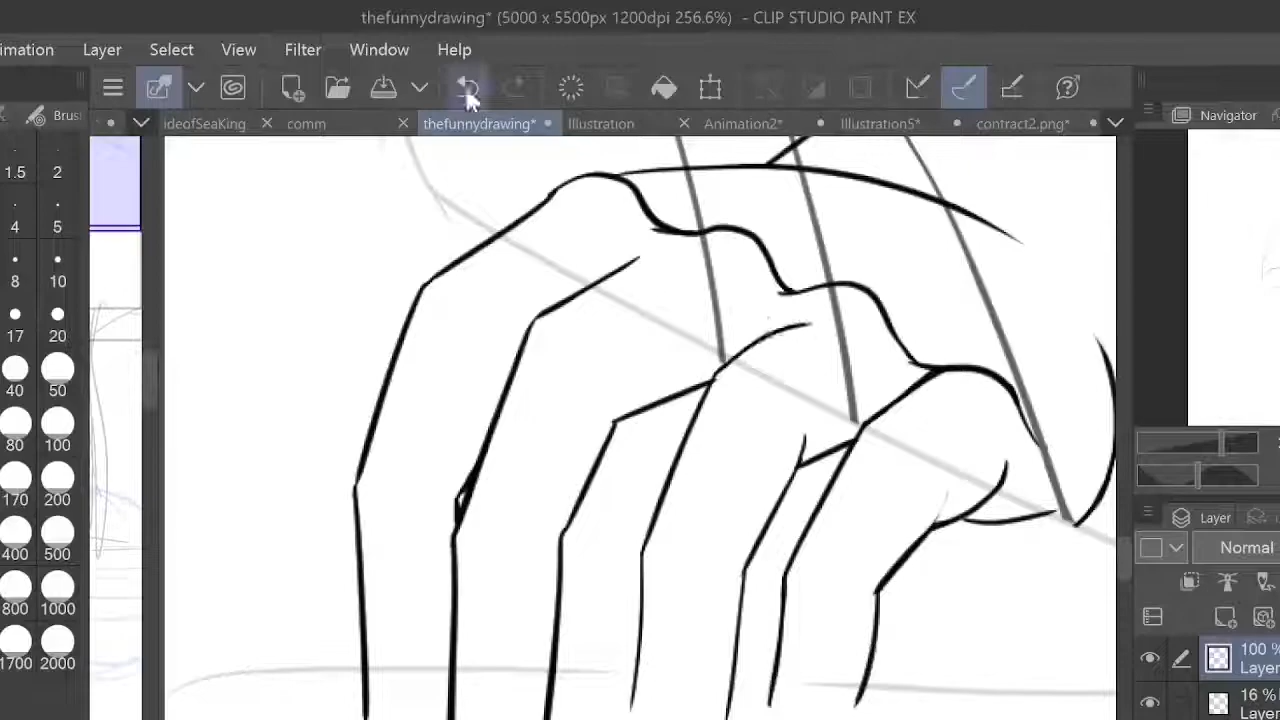 thefunnydrawing* (5000 x 5500px 1200dpi 256.6%) - CLIP STUDIO PAINT EX
imation Layer Select View Filter Window Help
Brus
ideofSeaKing comm thefunnydrawing* Illustration Animation2* Illustration5* contract2.png*
Navigator
1.5 2
4 5
8 10
17 20
40 50
80 100
170 200
400 500
800 1000
1700 2000
Layer
Normal
100 %
Layer
16 %
Layer